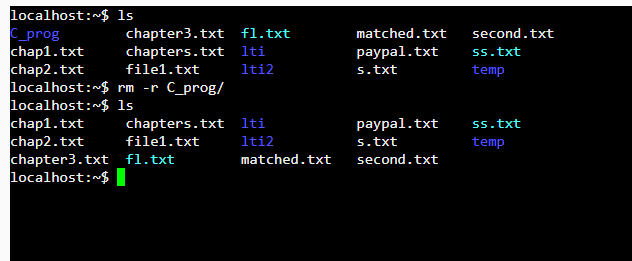 localhost:~$ ls
C_prog chapter3.txt fl.txt matched.txt second.txt
chap1.txt chapters.txt lti paypal.txt ss.txt
chap2.txt file1.txt lti2 s.txt temp
localhost:~$ rm -r C_prog/
localhost:~$ ls
chap1.txt chapters.txt lti paypal.txt ss.txt
chap2.txt file1.txt lti2 s.txt temp
chapter3.txt fl.txt matched.txt second.txt
localhost:~$